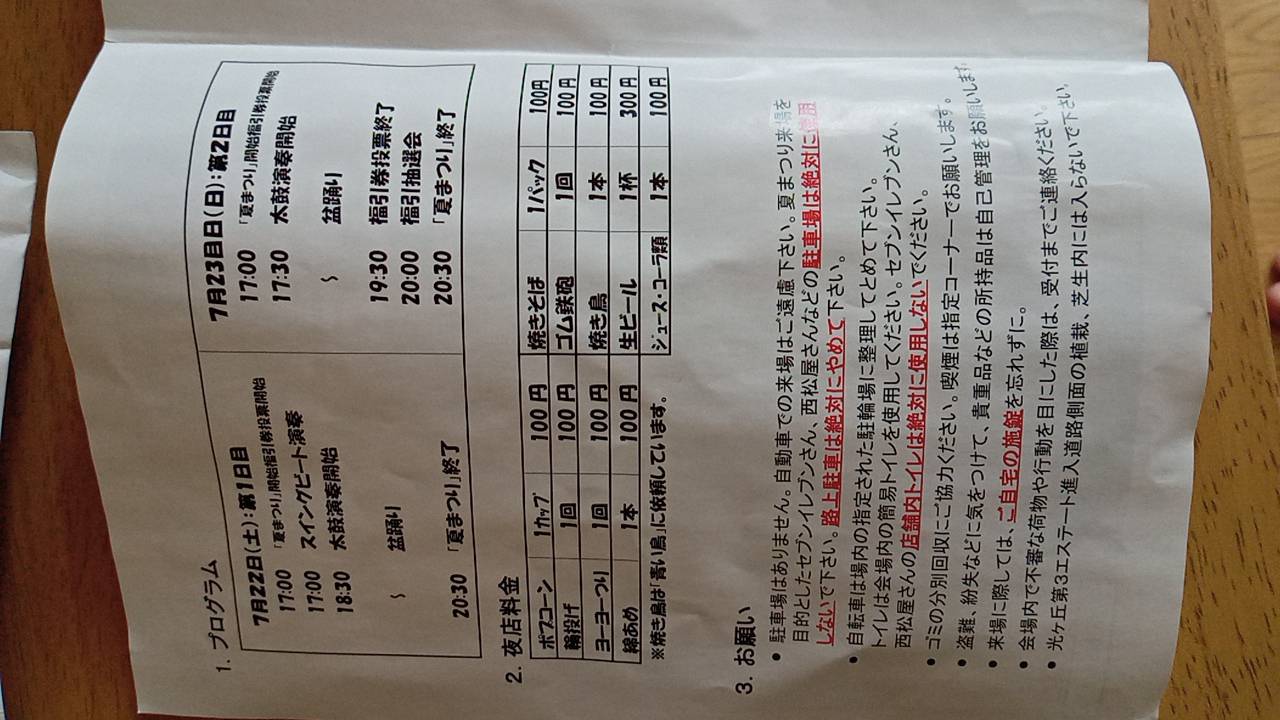 1. プログラム
7月22日(土):第1日目
17:00 「夏まつり」開始福引券投票開始
17:00 スイングビート演奏
18:30 太鼓演奏開始
～ 盆踊り
20:30 「夏まつり」終了
7月23日(日):第2日目
17:00 「夏まつり」開始福引券投票開始
17:30 太鼓演奏開始
～ 盆踊り
19:30 福引券投票終了
20:00 福引抽選会
20:30 「夏まつり」終了
2. 夜店料金
ポプコーン 1カップ 100円 焼きそば 1パック 100円
輪投げ 1回 100円 ゴム鉄砲 1回 100円
ヨーヨーつり 1回 100円 焼き鳥 1本 100円
綿あめ 1本 100円 生ビール 1杯 300円
ジュース・コーラ類 1本 100円
※焼き鳥は「青い鳥」に依頼しています。
3. お願い
● 駐車場はありません。自動車での来場はご遠慮下さい。夏まつり来場を
目的としたセブンイレブンさん、西松屋さんなどの駐車場は絶対に使用
しないで下さい。路上駐車は絶対にやめて下さい。
● 自転車は場内の指定された駐輪場に整理してとめて下さい。
トイレは会場内の簡易トイレを使用してください。セブンイレブンさん、
西松屋さんの店舗内トイレは絶対に使用しないでください。
● ゴミの分別回収にご協力ください。喫煙は指定コーナーでお願いします。
● 盗難、紛失などに気をつけて、貴重品などの所持品は自己管理をお願いします
● 来場に際しては、ご自宅の施錠を忘れずに。
● 会場内で不審な荷物や行動を目にした際は、受付までご連絡ください。
● 光ヶ丘第3エステート進入道路側面の植栽、芝生内には入らないで下さい。